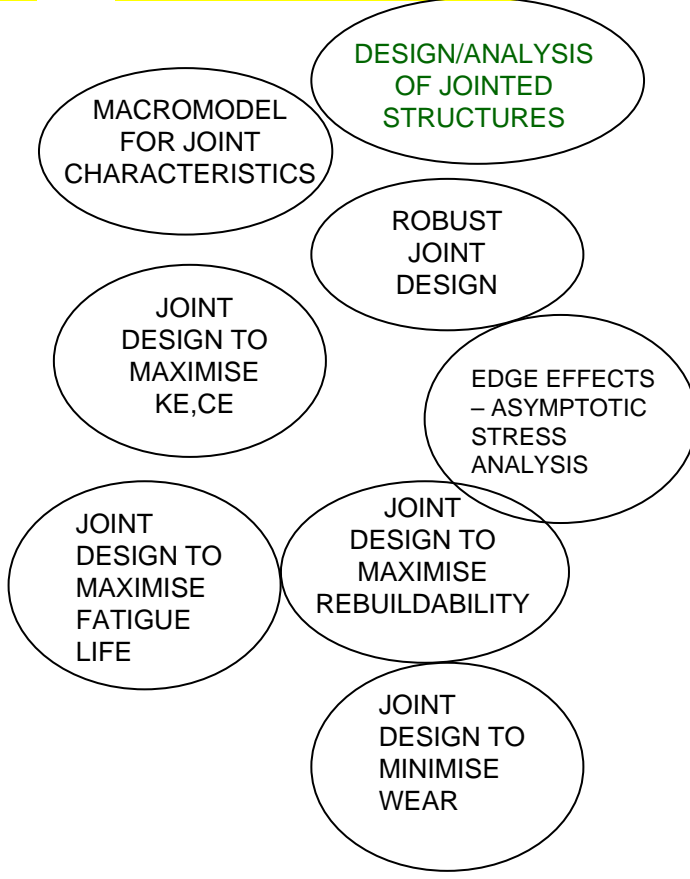 DESIGN/ANALYSIS
OF JOINTED
STRUCTURES
MACROMODEL
FOR JOINT
CHARACTERISTICS
ROBUST
JOINT
DESIGN
JOINT
DESIGN TO
MAXIMISE
KE,CE
EDGE EFFECTS
– ASYMPTOTIC
STRESS
ANALYSIS
JOINT
DESIGN TO
MAXIMISE
FATIGUE
LIFE
JOINT
DESIGN TO
MAXIMISE
REBUILDABILITY
JOINT
DESIGN TO
MINIMISE
WEAR